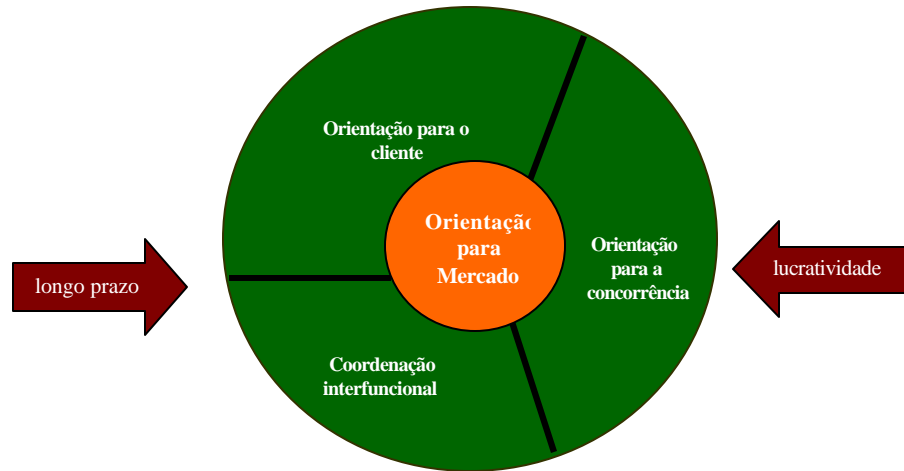 Orientação para o
cliente
Orientação
para
Mercado
Orientação
para a
concorrência
Coordenação
interfuncional
longo prazo
lucratividade